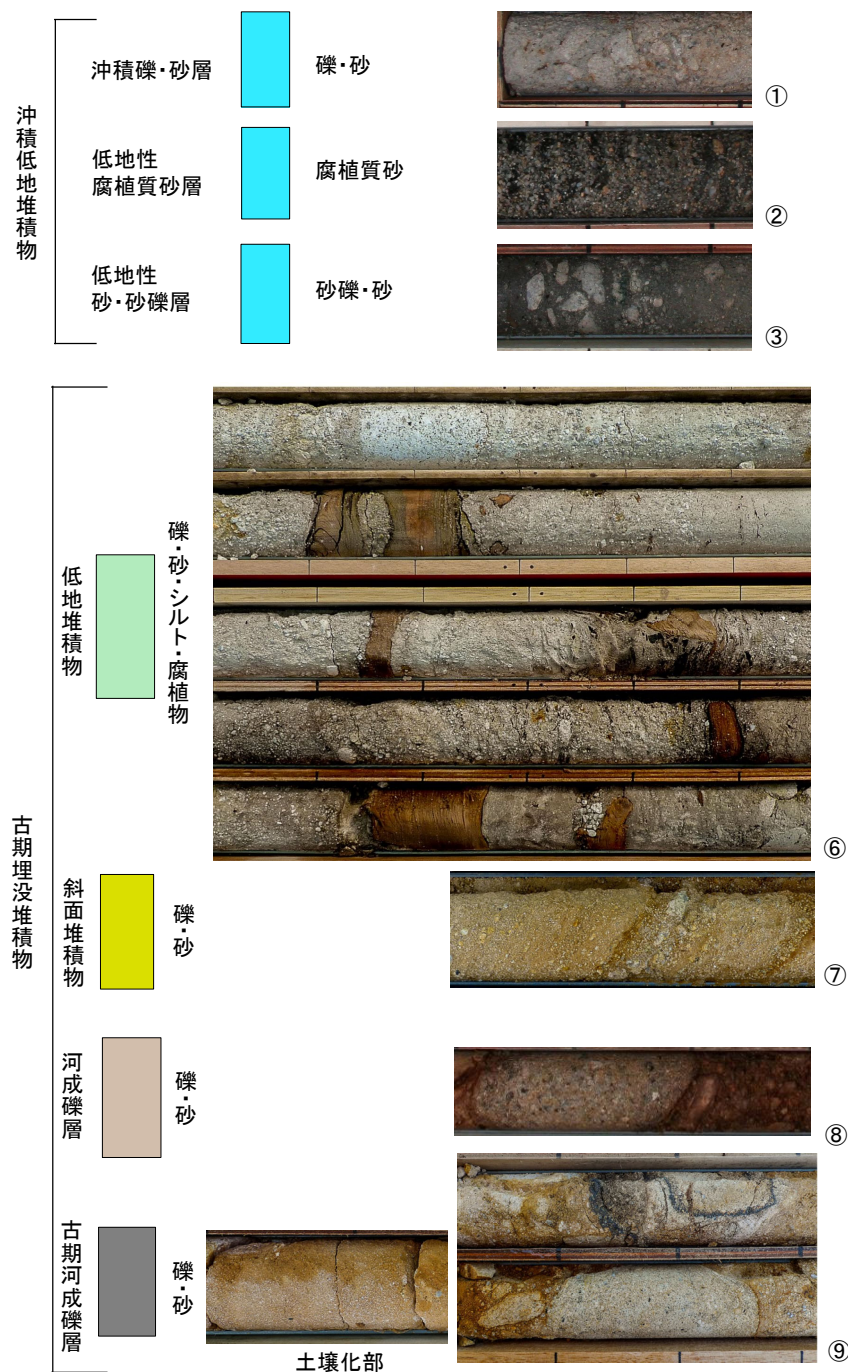 沖積低地堆積物
沖積礫・砂層
礫・砂
①
低地性
腐植質砂層
腐植質砂
②
低地性
砂・砂礫層
砂礫・砂
③
古期埋没堆積物
低地堆積物
礫・砂・シルト・腐植物
⑥
斜面堆積物
礫・砂
⑦
河成礫層
礫・砂
⑧
古期河成礫層
礫・砂
土壌化部
⑨